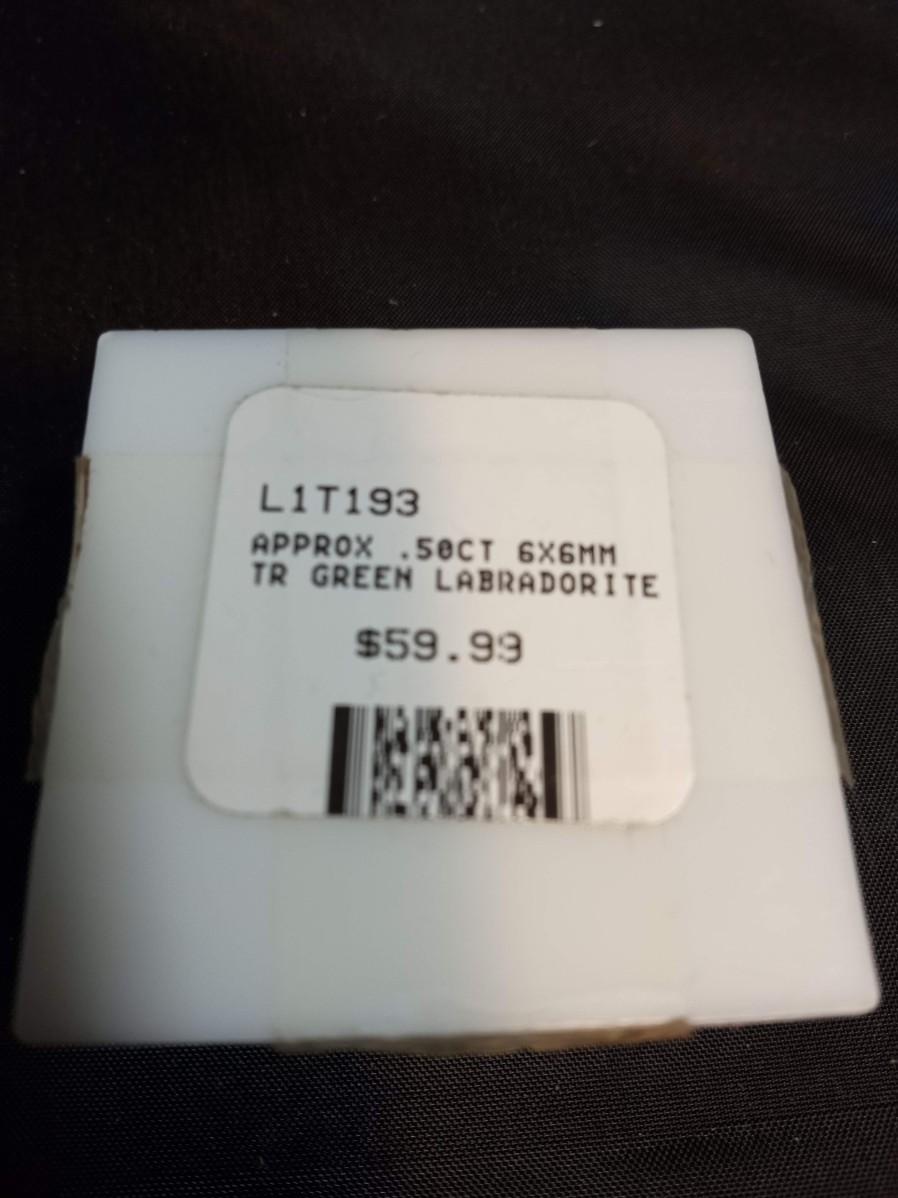 L1T193
APPROX .50CT 6X6MM
TR GREEN LABRADORITE
$59.99